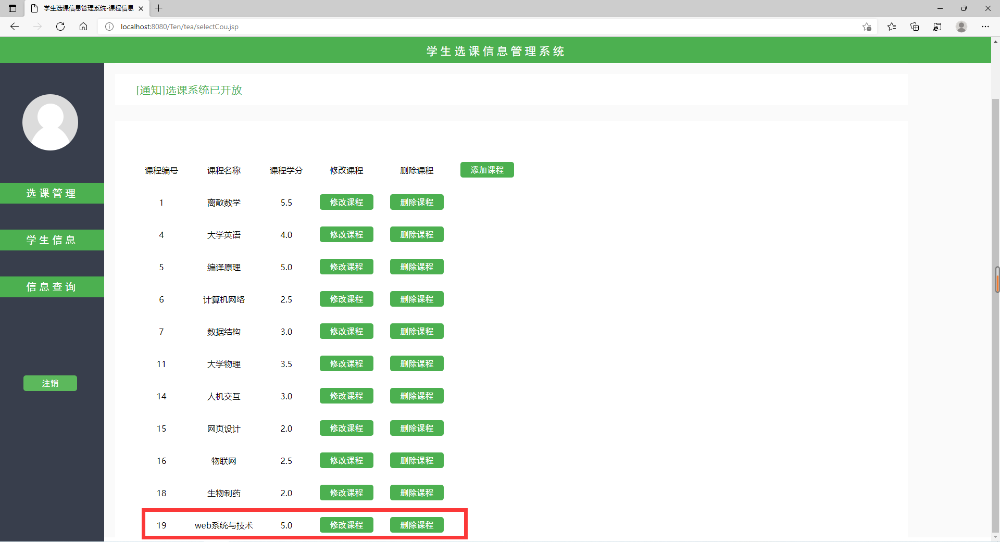 学生选课信息管理系统-课程信息
localhost:8080/Ten/tea/selectCou.jsp
学生选课信息管理系统
[通知]选课系统已开放
选课管理
学生信息
信息查询
注销
课程编号 课程名称 课程学分 修改课程 删除课程 添加课程
1 离散数学 5.5 修改课程 删除课程
4 大学英语 4.0 修改课程 删除课程
5 编译原理 5.0 修改课程 删除课程
6 计算机网络 2.5 修改课程 删除课程
7 数据结构 3.0 修改课程 删除课程
11 大学物理 3.5 修改课程 删除课程
14 人机交互 3.0 修改课程 删除课程
15 网页设计 2.0 修改课程 删除课程
16 物联网 2.5 修改课程 删除课程
18 生物制药 2.0 修改课程 删除课程
19 web系统与技术 5.0 修改课程 删除课程